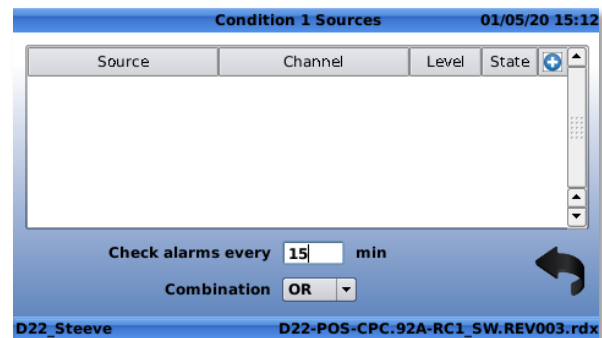 Condition 1 Sources 01/05/20 15:12
Source Channel Level State
Check alarms every 15 min
Combination OR
D22_Steeve D22-POS-CPC.92A-RC1_SW.REV003.rdx